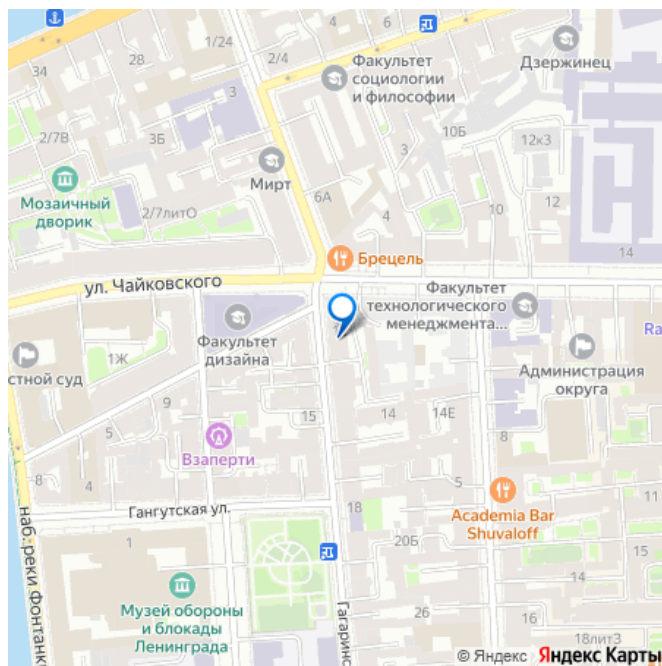 34
28
1/24
2/4
Факультет
социологии
и философии
Дзержинец
3
2/7В
3Б
3
10Б
12к3
Мирт
Мозаичный
дворик
6А
2/7литО
4
10
12
14
Брецель
ул. Чайковского
Факультет
технологического
менеджмента...
Факультет
дизайна
1Ж
стной суд
Администрация
округа
Ra
9
15
14
14Е
5
8
Взаперти
8
4
5
Гангутская ул.
18
Academia Bar
Shuvaloff
1
20Б
наб. реки Фонтанки
Музей обороны
и блокады
Ленинграда
Гагаринс
26
16
14
18лит3
© Яндекс Яндекс Карты